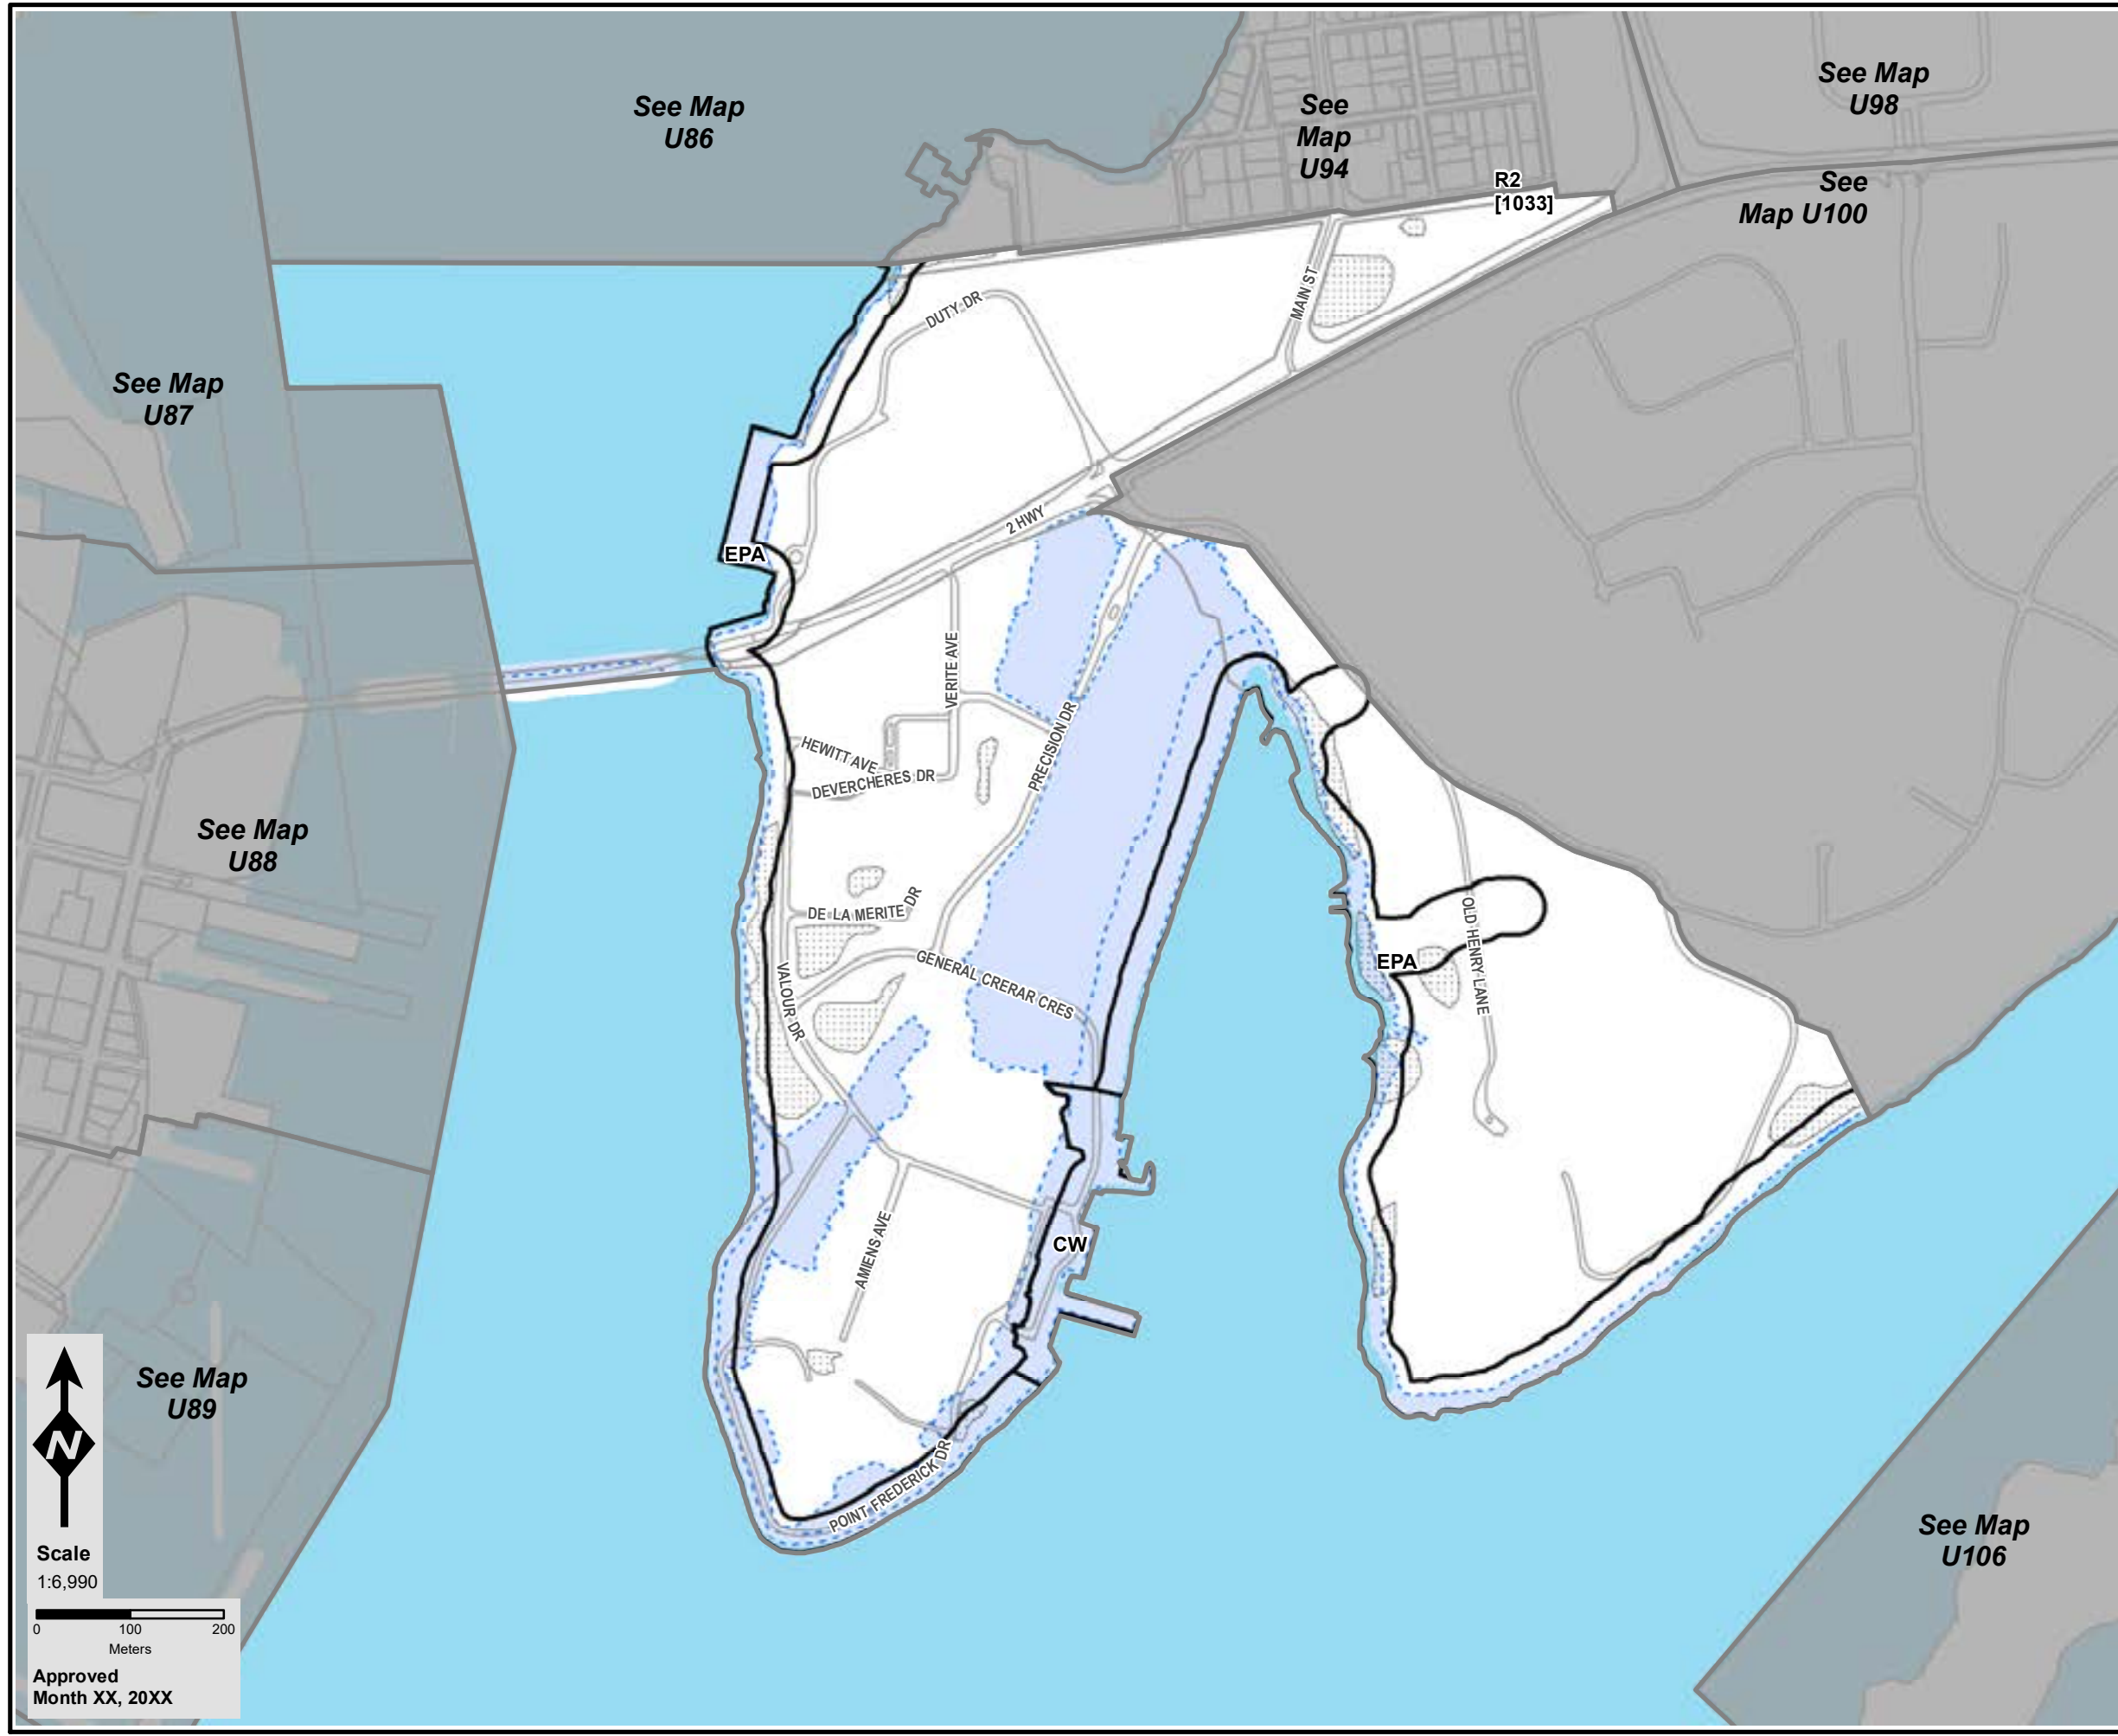 See Map
U86
See
Map
U94
See Map
U98
R2
[1033]
See
Map U100
DUTY DR
MAIN ST
See Map
U87
2 HWY
EPA
VERITE AVE
HEWITT AVE
DEVERCHERES DR
PRECISION DR
See Map
U88
DE LA MERITE DR
OLD HENRY LANE
GENERAL CRERAR CRES
EPA
VALOUR DR
CW
AMIENS AVE
See Map
U89
POINT FREDERICK DR
See Map
U106
N
Scale
1:6,990
0 100 200
Meters
Approved
Month XX, 20XX